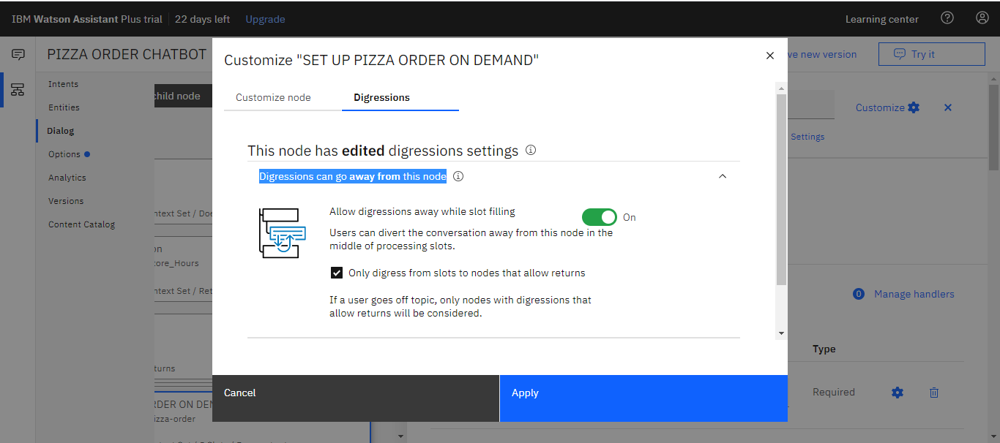 IBM Watson Assistant Plus trial 22 days left Upgrade Learning center
PIZZA ORDER CHATBOT
new version Try it
Customize "SET UP PIZZA ORDER ON DEMAND"
Customize node Digressions
Intents
Entities
Dialog
Options
Analytics
Versions
Content Catalog
child node
Customize
Settings
This node has edited digressions settings
Digressions can go away from this node
Allow digressions away while slot filling
On
Users can divert the conversation away from this node in the
middle of processing slots.
Only digress from slots to nodes that allow returns
If a user goes off topic, only nodes with digressions that
allow returns will be considered.
ntext Set / Doe
on
tore_Hours
ntext Set / Ret
turns
RDER ON DEM
izza-order
0 Manage handlers
Type
Required
Cancel
Apply